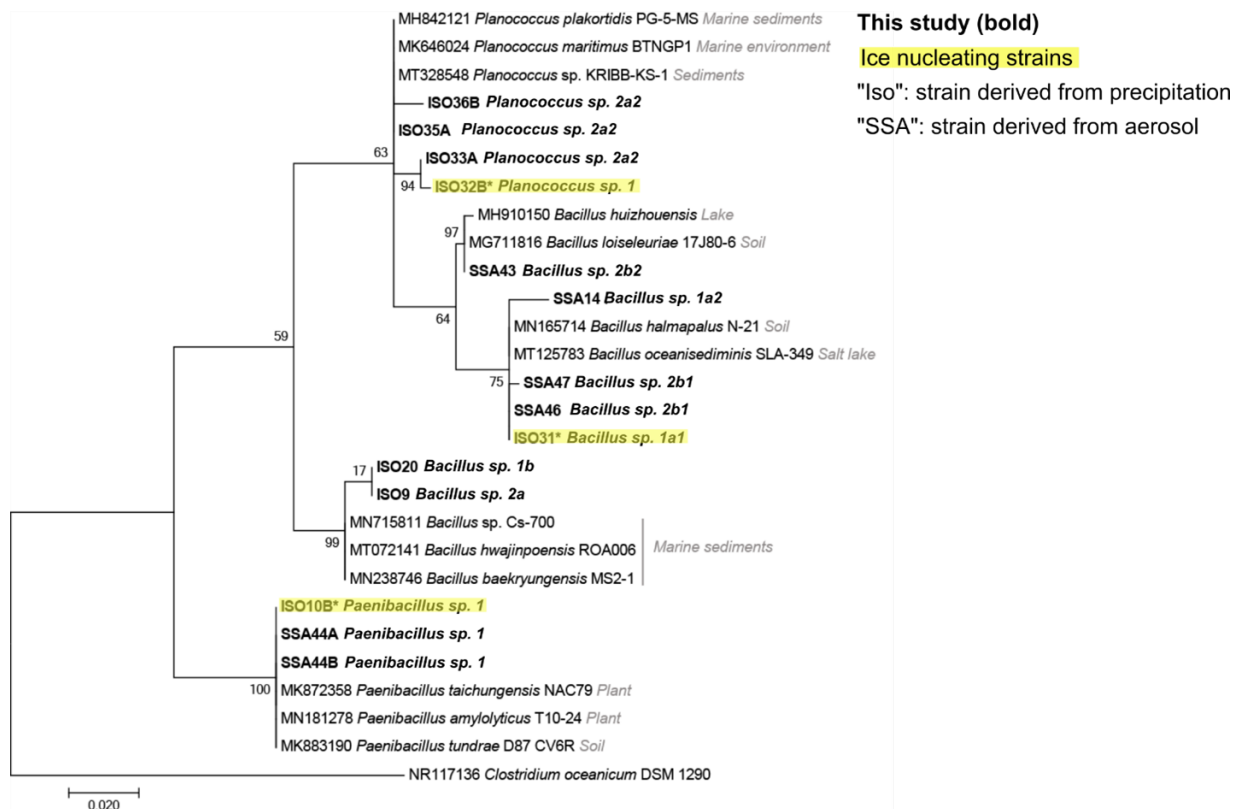 MH842121 Planococcus plakortidis PG-5-MS Marine sediments
MK646024 Planococcus maritimus BTNGP1 Marine environment
MT328548 Planococcus sp. KRIBB-KS-1 Sediments
ISO36B Planococcus sp. 2a2
ISO35A Planococcus sp. 2a2
63
ISO33A Planococcus sp. 2a2
94
ISO32B* Planococcus sp. 1
MH910150 Bacillus huizhouensis Lake
97
MG711816 Bacillus loiseleuriae 17J80-6 Soil
SSA43 Bacillus sp. 2b2
SSA14 Bacillus sp. 1a2
64
MN165714 Bacillus halmapalus N-21 Soil
59
MT125783 Bacillus oceanisediminis SLA-349 Salt lake
75
SSA47 Bacillus sp. 2b1
SSA46 Bacillus sp. 2b1
ISO31* Bacillus sp. 1a1
17
ISO20 Bacillus sp. 1b
ISO9 Bacillus sp. 2a
MN715811 Bacillus sp. Cs-700
99
MT072141 Bacillus hwajinpoensis ROA006
Marine sediments
MN238746 Bacillus baekryungensis MS2-1
ISO10B* Paenibacillus sp. 1
SSA44A Paenibacillus sp. 1
SSA44B Paenibacillus sp. 1
100
MK872358 Paenibacillus taichungensis NAC79 Plant
MN181278 Paenibacillus amylolyticus T10-24 Plant
MK883190 Paenibacillus tundrae D87 CV6R Soil
NR117136 Clostridium oceanicum DSM 1290
0.020
This study (bold)
Ice nucleating strains
"Iso": strain derived from precipitation
"SSA": strain derived from aerosol